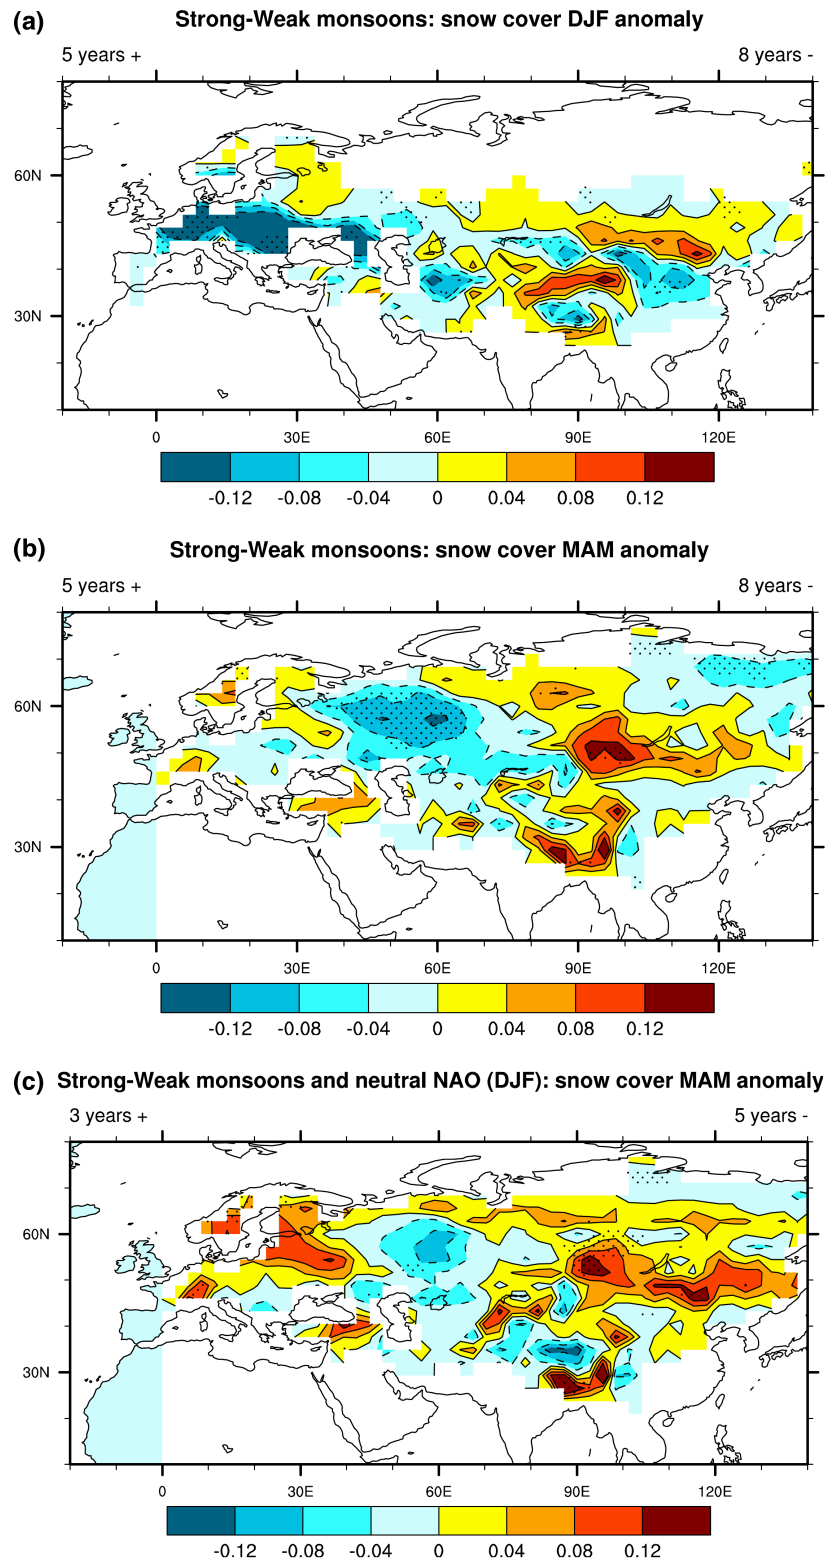 (a) Strong-Weak monsoons: snow cover DJF anomaly
5 years + 8 years -
60N
30N
0 30E 60E 90E 120E
-0.12 -0.08 -0.04 0 0.04 0.08 0.12
(b) Strong-Weak monsoons: snow cover MAM anomaly
5 years + 8 years -
60N
30N
0 30E 60E 90E 120E
-0.12 -0.08 -0.04 0 0.04 0.08 0.12
(c) Strong-Weak monsoons and neutral NAO (DJF): snow cover MAM anomaly
3 years + 5 years -
60N
30N
0 30E 60E 90E 120E
-0.12 -0.08 -0.04 0 0.04 0.08 0.12